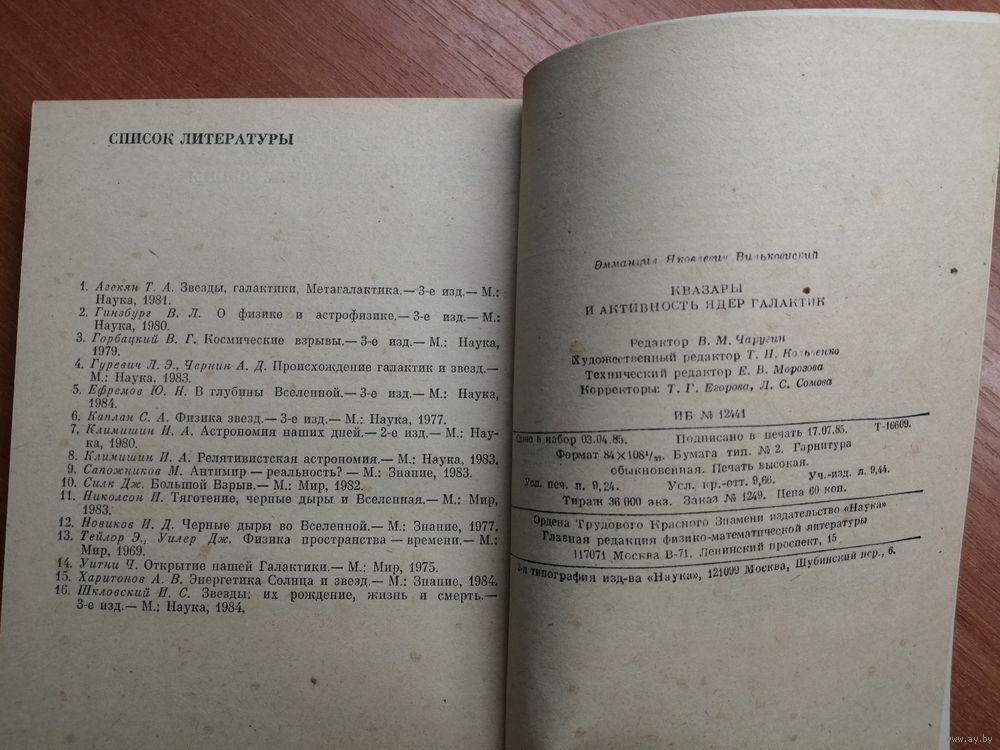 СПИСОК ЛИТЕРАТУРЫ
1. Агекян Т. А. Звезды, галактики, Метагалактика.— 3-е изд.— М.:
Наука, 1981.
2. Гинзбург В. Л. О физике и астрофизике.— 3-е изд.— М.:
Наука, 1980.
3. Горбацкий В. Г. Космические взрывы.— 3-е изд.— М.: Наука,
1979.
4. Гуревич Л. Э., Чернин А. Д. Происхождение галактик и звезд.—
М.: Наука, 1983.
5. Ефремов Ю. Н. В глубины Вселенной.— 3-е изд.— М.: Наука,
1984.
6. Каплан С. А. Физика звезд.— 3-е изд.— М.: Наука, 1977.
7. Климишин И. А. Астрономия наших дней.— 2-е изд.— М.: Нау-
ка, 1980.
8. Климишин И. А. Релятивистская астрономия.— М.: Наука, 1983.
9. Сапожников М. Антимир — реальность? — М.: Знание, 1983.
10. Силк Дж. Большой Взрыв.— М.: Мир, 1982.
11. Николсон И. Тяготение, черные дыры и Вселенная.— М.: Мир,
1983.
12. Новиков И. Д. Черные дыры во Вселенной.— М.: Знание, 1977.
13. Тейлор Э., Уилер Дж. Физика пространства — времени.— М.:
Мир, 1969.
14. Уитни Ч. Открытие нашей Галактики.— М.: Мир, 1975.
15. Харитонов А. В. Энергетика Солнца и звезд.— М.: Знание, 1984.
16. Шкловский И. С. Звезды: их рождение, жизнь и смерть.—
3-е изд.— М.: Наука, 1984.
Эммануил Яковлевич Вильковиский
КВАЗАРЫ
И АКТИВНОСТЬ ЯДЕР ГАЛАКТИК
Редактор В. М. Чаругин
Художественный редактор Т. Н. Кольченко
Технический редактор Е. В. Морозова
Корректоры: Т. Г. Егорова, Л. С. Сомова
ИБ № 12441
Сдано в набор 03.04.85. Подписано в печать 17.07.85. Т-16609.
Формат 84×108 1/32. Бумага тип. № 2. Гарнитура
обыкновенная. Печать высокая.
Усл. печ. л. 9,24. Усл. кр.-отт. 9,66. Уч.-изд. л. 9,44.
Тираж 36 000 экз. Заказ № 1249. Цена 60 коп.
Ордена Трудового Красного Знамени издательство «Наука»
Главная редакция физико-математической литературы
117071 Москва В-71, Ленинский проспект, 15
2-я типография изд-ва «Наука», 121099 Москва, Шубинский пер., 6.
www.ay.by